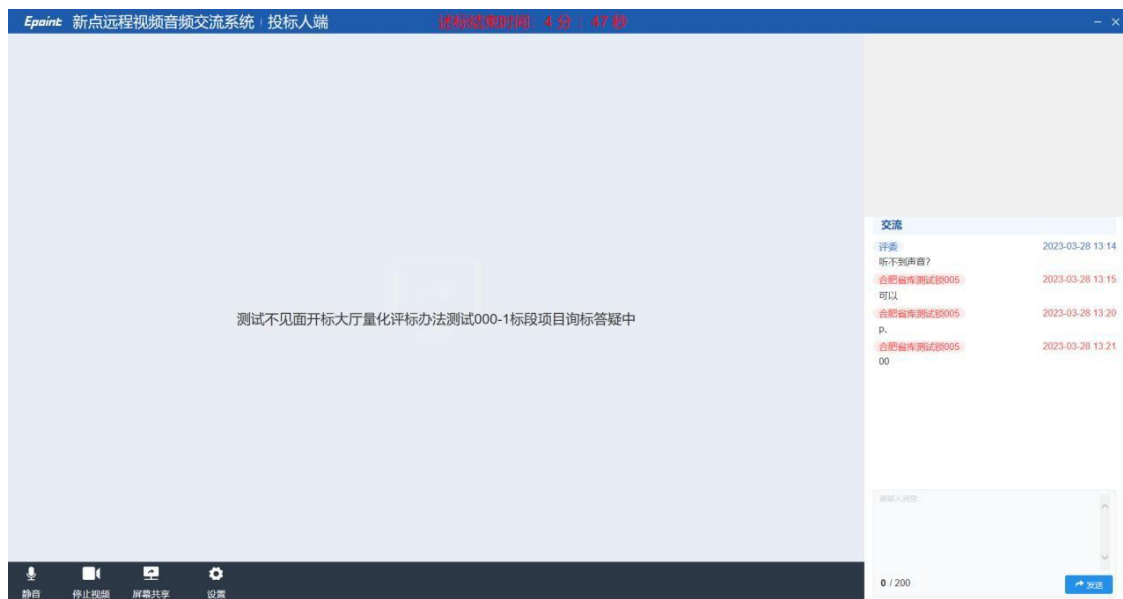 Epoint 新点远程视频音频交流系统 | 投标人端
评标结束时间：4 分 ：47 秒
交流
评委 2023-03-28 13:14
听不到声音?
合肥省库测试锁005 2023-03-28 13:15
可以
合肥省库测试锁005 2023-03-28 13:20
p.
合肥省库测试锁005 2023-03-28 13:21
00
测试不见面开标大厅量化评标办法测试000-1标段项目询标答疑中
请输入消息
0 / 200
发送
静音 停止视频 屏幕共享 设置